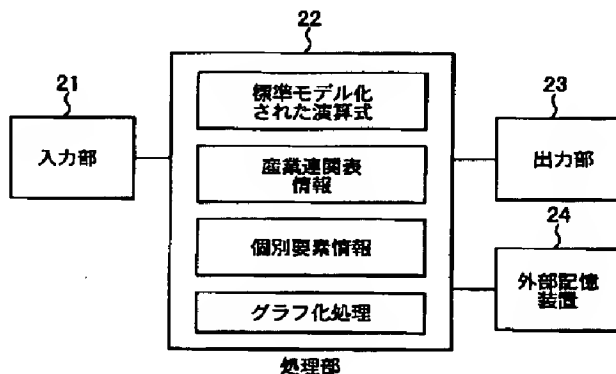 22
21
入力部
標準モデル化
された演算式
産業連関表
情報
個別要素情報
グラフ化処理
処理部
23
出力部
24
外部記憶
装置